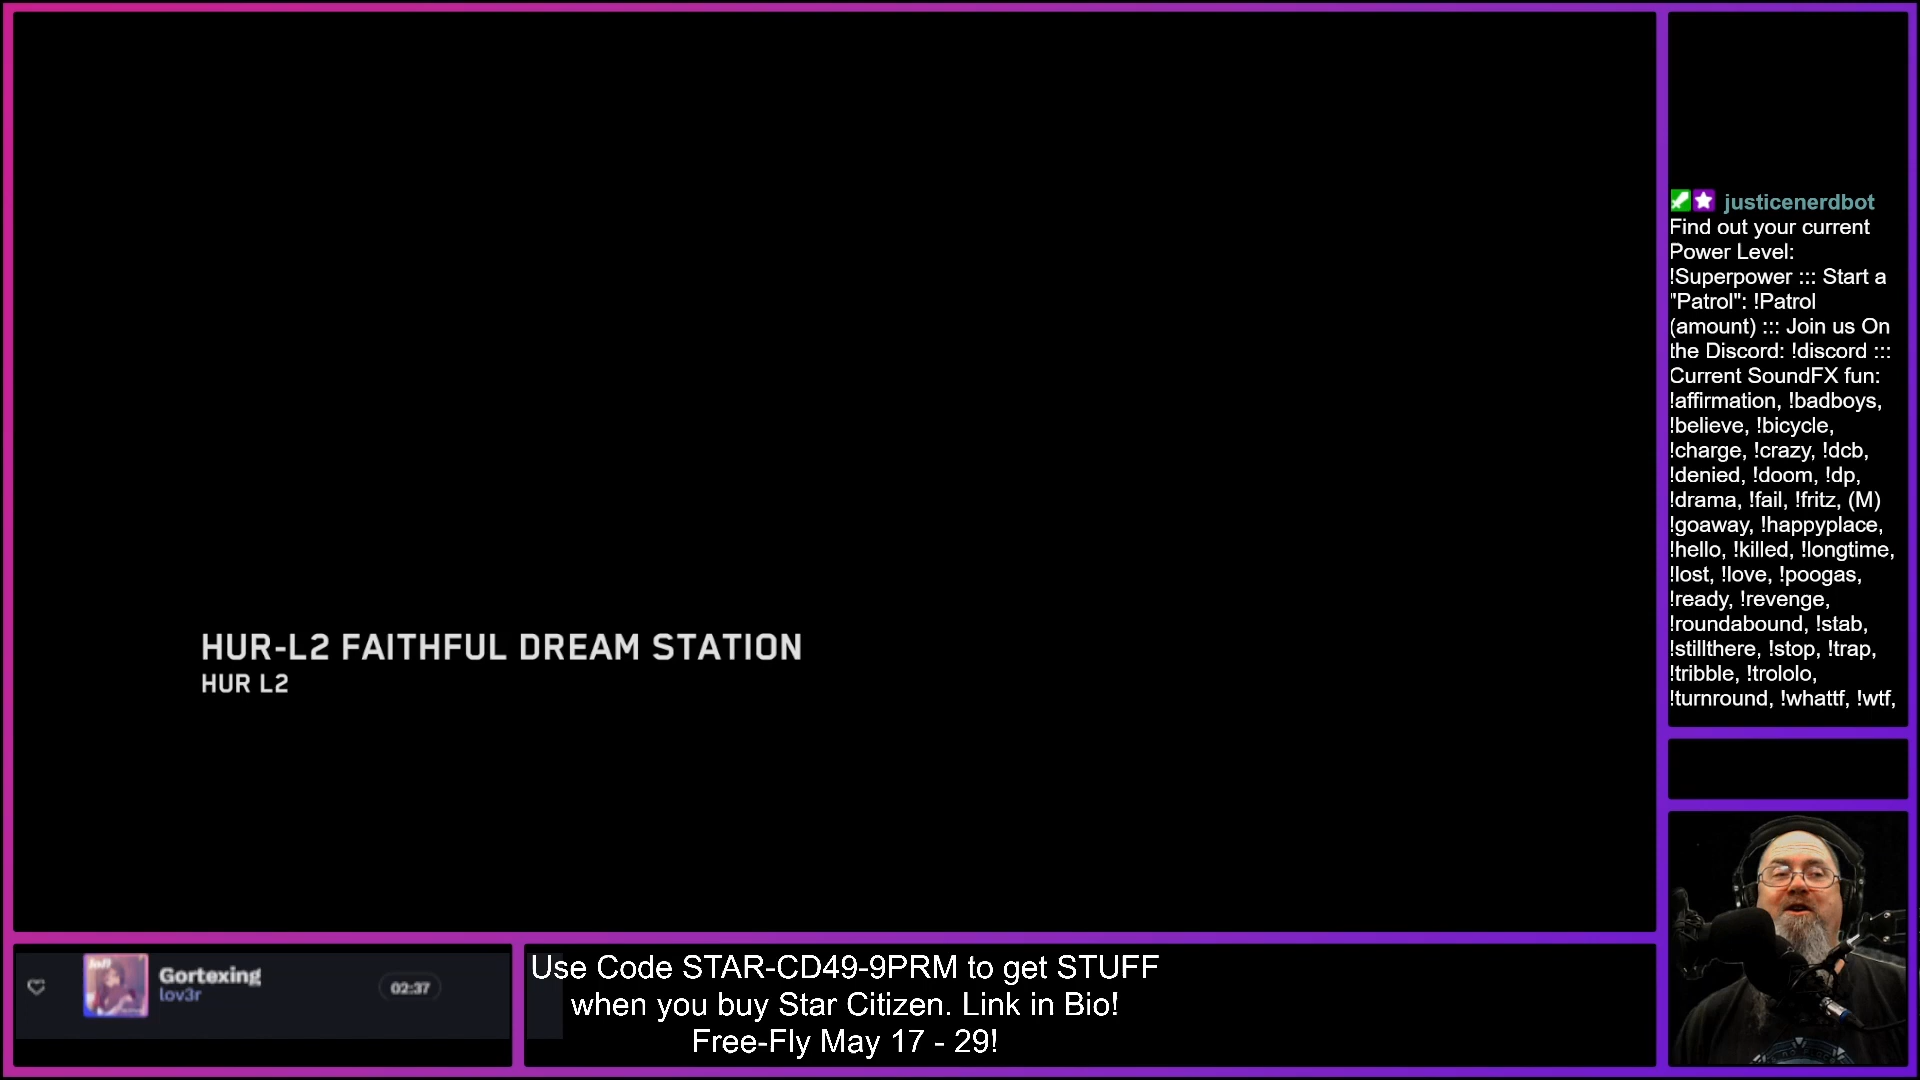 HUR-L2 FAITHFUL DREAM STATION
HUR L2
justicenerdbot
Find out your current
Power Level:
!Superpower ::: Start a
"Patrol": !Patrol
(amount) ::: Join us On
the Discord: !discord :::
Current SoundFX fun:
!affirmation, !badboys,
!believe, !bicycle,
!charge, !crazy, !dcb,
!denied, !doom, !dp,
!drama, !fail, !fritz, (M)
!goaway, !happyplace,
!hello, !killed, !longtime,
!lost, !love, !poogas,
!ready, !revenge,
!roundabound, !stab,
!stillthere, !stop, !trap,
!tribble, !trololo,
!turnround, !whattf, !wtf,
Gortexing
lov3r
02:37
Use Code STAR-CD49-9PRM to get STUFF
when you buy Star Citizen. Link in Bio!
Free-Fly May 17 - 29!